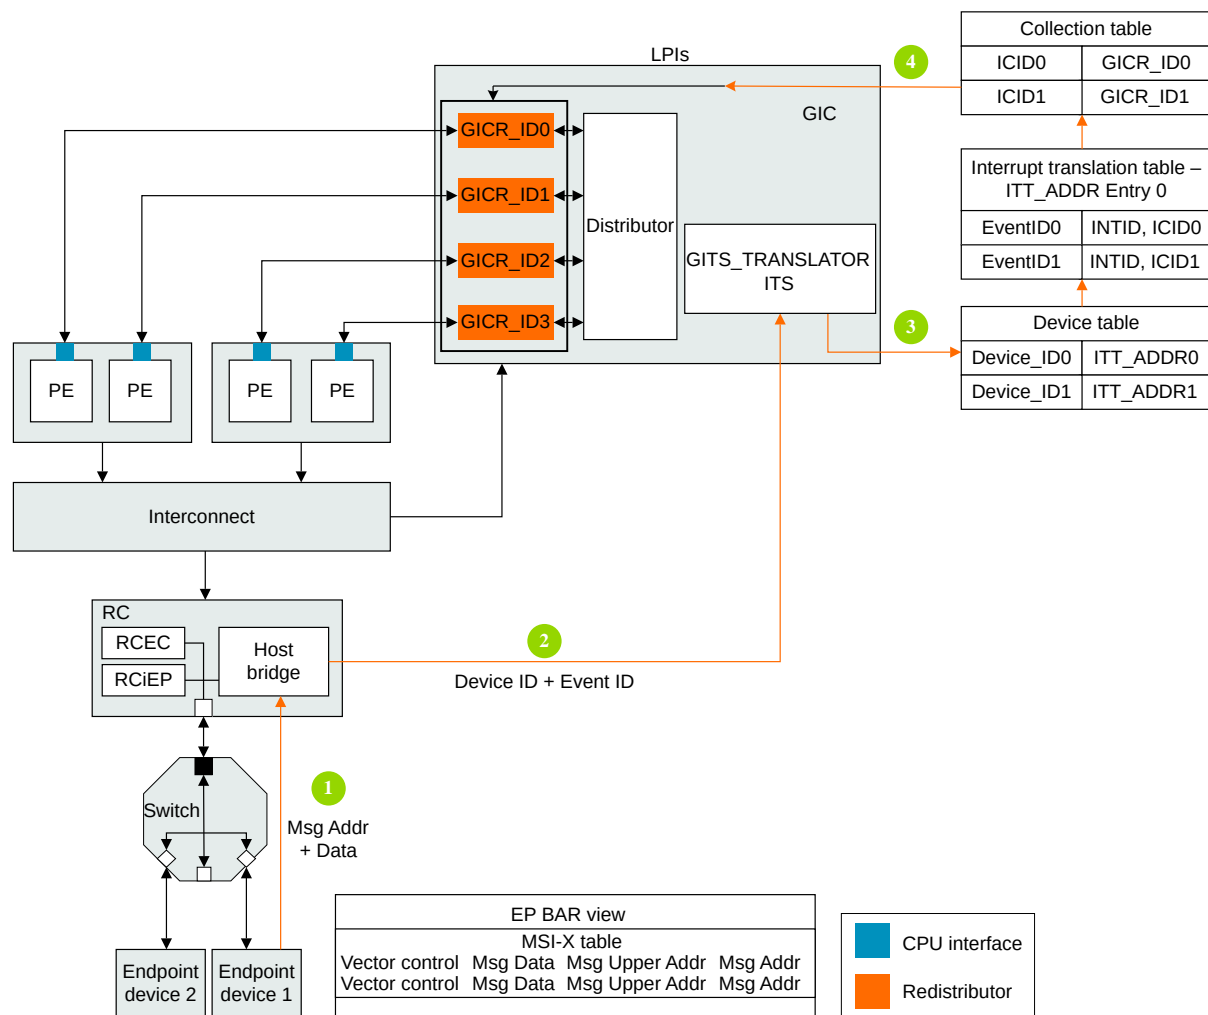 LPIs
4
Collection table
ICID0 GICR_ID0
ICID1 GICR_ID1
GIC
GICR_ID0
GICR_ID1
GICR_ID2
GICR_ID3
Distributor
GITS_TRANSLATOR
ITS
Interrupt translation table –
ITT_ADDR Entry 0
EventID0 INTID, ICID0
EventID1 INTID, ICID1
3
Device table
Device_ID0 ITT_ADDR0
Device_ID1 ITT_ADDR1
PE PE PE PE
Interconnect
RC
RCEC
RCiEP
Host
bridge
2
Device ID + Event ID
1
Msg Addr
+ Data
Switch
Endpoint
device 2
Endpoint
device 1
EP BAR view
MSI-X table
Vector control Msg Data Msg Upper Addr Msg Addr
Vector control Msg Data Msg Upper Addr Msg Addr
CPU interface
Redistributor